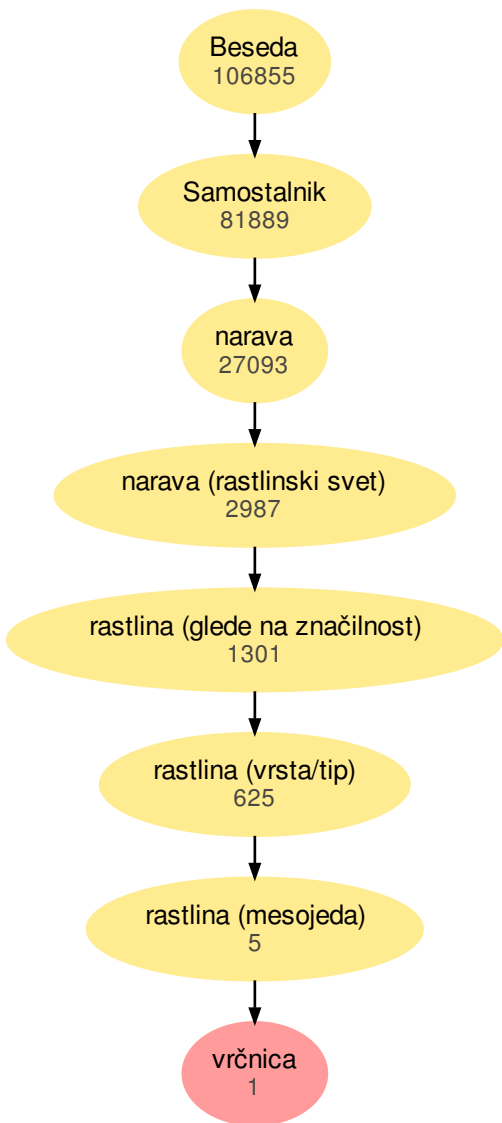 Beseda
106855
Samostalnik
81889
narava
27093
narava (rastlinski svet)
2987
rastlina (glede na značilnost)
1301
rastlina (vrsta/tip)
625
rastlina (mesojeda)
5
vrčnica
1